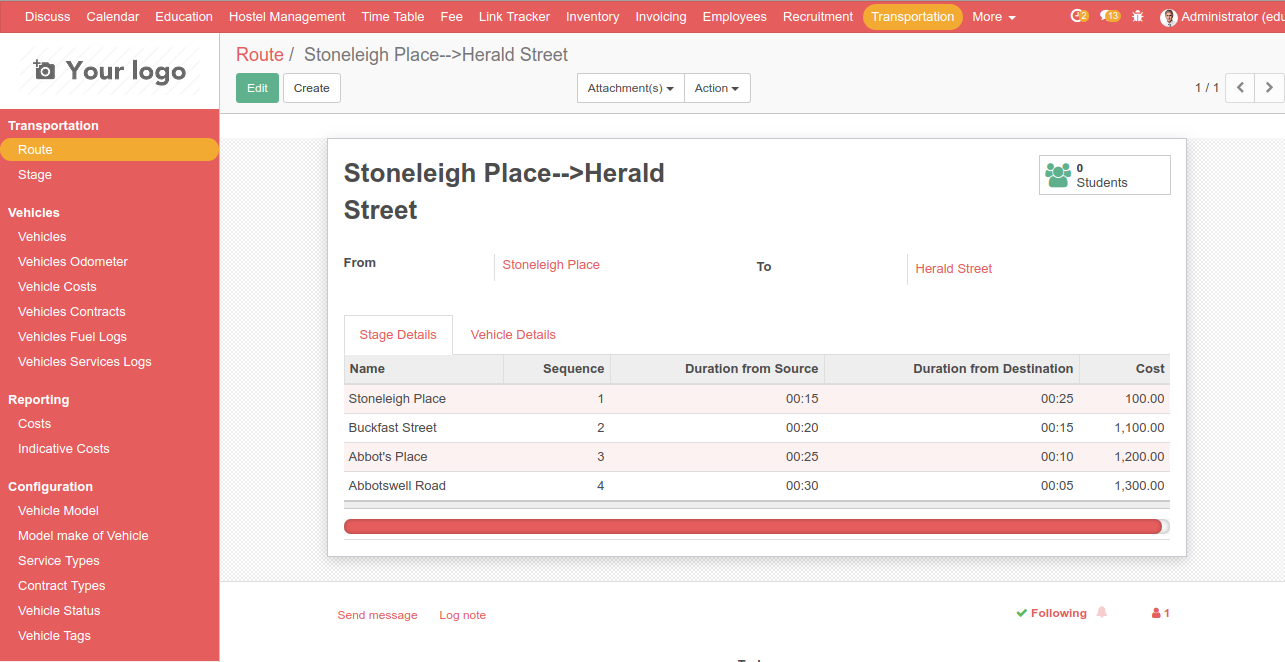 Discuss Calendar Education Hostel Management Time Table Fee Link Tracker Inventory Invoicing Employees Recruitment Transportation More 2 13 Administrator (edu
Your logo
Route / Stoneleigh Place-->Herald Street
Edit Create Attachment(s) Action 1 / 1
Transportation
Route
Stage
Vehicles
Vehicles
Vehicles Odometer
Vehicle Costs
Vehicles Contracts
Vehicles Fuel Logs
Vehicles Services Logs
Reporting
Costs
Indicative Costs
Configuration
Vehicle Model
Model make of Vehicle
Service Types
Contract Types
Vehicle Status
Vehicle Tags
Stoneleigh Place-->Herald
Street
0
Students
From Stoneleigh Place To Herald Street
Stage Details Vehicle Details
Name Sequence Duration from Source Duration from Destination Cost
Stoneleigh Place 1 00:15 00:25 100.00
Buckfast Street 2 00:20 00:15 1,100.00
Abbot's Place 3 00:25 00:10 1,200.00
Abbotswell Road 4 00:30 00:05 1,300.00
Send message Log note Following 1